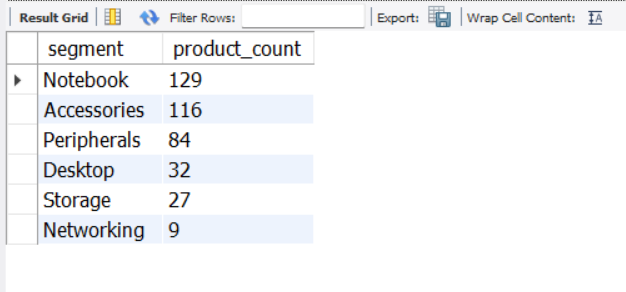 Result Grid Filter Rows: Export: Wrap Cell Content: IA
segment product_count
Notebook 129
Accessories 116
Peripherals 84
Desktop 32
Storage 27
Networking 9